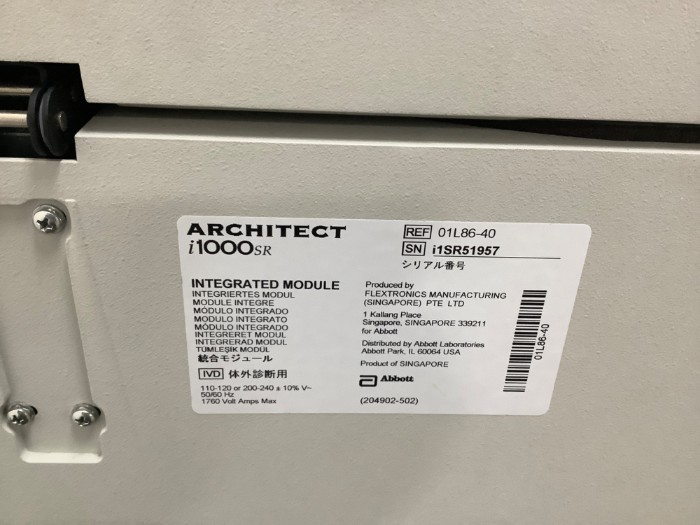 ARCHITECT
i1000SR
INTEGRATED MODULE
INTEGRIERTES MODUL
MODULE INTEGRE
MÓDULO INTEGRADO
MODULO INTEGRATO
MÓDULO INTEGRADO
INTEGRERET MODUL
INTEGRERAD MODUL
TÜMLEŞİK MODÜL
統合モジュール
IVD 体外診断用
110-120 or 200-240 ± 10% V~
50/60 Hz
1760 Volt Amps Max
REF 01L86-40
SN i1SR51957
シリアル番号
Produced by
FLEXTRONICS MANUFACTURING
(SINGAPORE) PTE LTD
1 Kallang Place
Singapore, SINGAPORE 339211
for Abbott
Distributed by Abbott Laboratories
Abbott Park, IL 60064 USA
Product of SINGAPORE
Abbott
(204902-502)
01L86-40